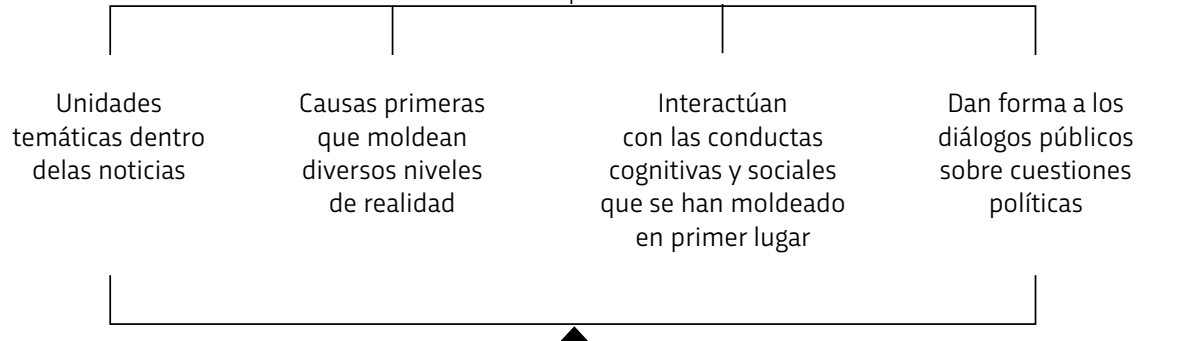 Unidades
temáticas dentro
delas noticias
Causas primeras
que moldean
diversos niveles
de realidad
Interactúan
con las conductas
cognitivas y sociales
que se han moldeado
en primer lugar
Dan forma a los
diálogos públicos
sobre cuestiones
políticas